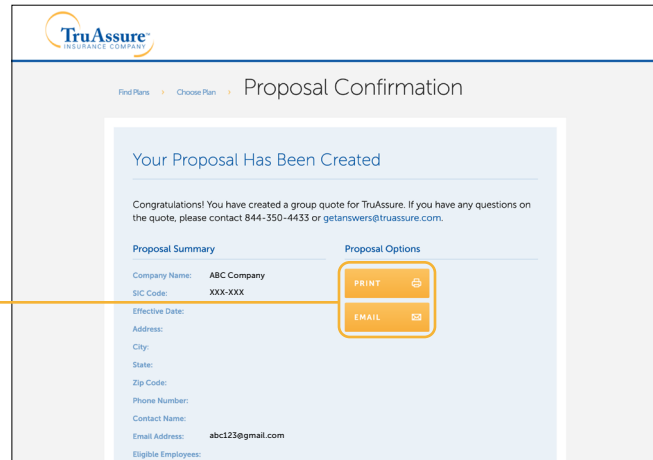 TruAssure™
INSURANCE COMPANY
Find Plans › Choose Plan › Proposal Confirmation
Your Proposal Has Been Created
Congratulations! You have created a group quote for TruAssure. If you have any questions on
the quote, please contact 844-350-4433 or getanswers@truassure.com.
Proposal Summary
Proposal Options
Company Name: ABC Company
PRINT
SIC Code: XXX-XXX
Effective Date:
EMAIL
Address:
City:
State:
Zip Code:
Phone Number:
Contact Name:
Email Address: abc123@gmail.com
Eligible Employees: